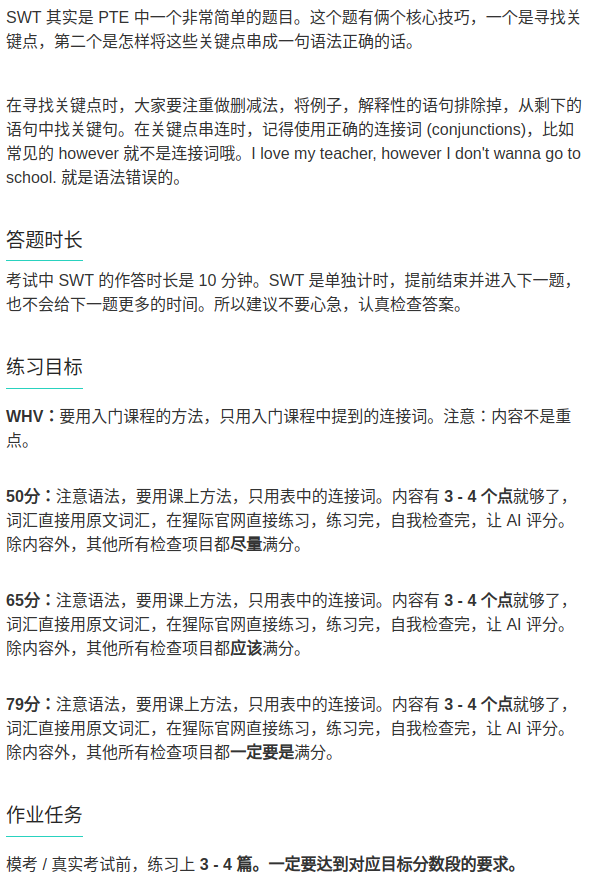 SWT 其实是 PTE 中一个非常简单的题目。这个题有俩个核心技巧，一个是寻找关
键点，第二个是怎样将这些关键点串成一句语法正确的话。
在寻找关键点时，大家要注重做删减法，将例子，解释性的语句排除掉，从剩下的
语句中找关键句。在关键点串连时，记得使用正确的连接词 (conjunctions)，比如
常见的 however 就不是连接词哦。I love my teacher, however I don't wanna go to
school. 就是语法错误的。
答题时长
考试中 SWT 的作答时长是 10 分钟。SWT 是单独计时，提前结束并进入下一题，
也不会给下一题更多的时间。所以建议不要心急，认真检查答案。
练习目标
WHV：要用入门课程的方法，只用入门课程中提到的连接词。注意：内容不是重
点。
50分：注意语法，要用课上方法，只用表中的连接词。内容有 3 - 4 个点就够了，
词汇直接用原文词汇，在猩际官网直接练习，练习完，自我检查完，让 AI 评分。
除内容外，其他所有检查项目都尽量满分。
65分：注意语法，要用课上方法，只用表中的连接词。内容有 3 - 4 个点就够了，
词汇直接用原文词汇，在猩际官网直接练习，练习完，自我检查完，让 AI 评分。
除内容外，其他所有检查项目都应该满分。
79分：注意语法，要用课上方法，只用表中的连接词。内容有 3 - 4 个点就够了，
词汇直接用原文词汇，在猩际官网直接练习，练习完，自我检查完，让 AI 评分。
除内容外，其他所有检查项目都一定要是满分。
作业任务
模考 / 真实考试前，练习上 3 - 4 篇。一定要达到对应目标分数段的要求。